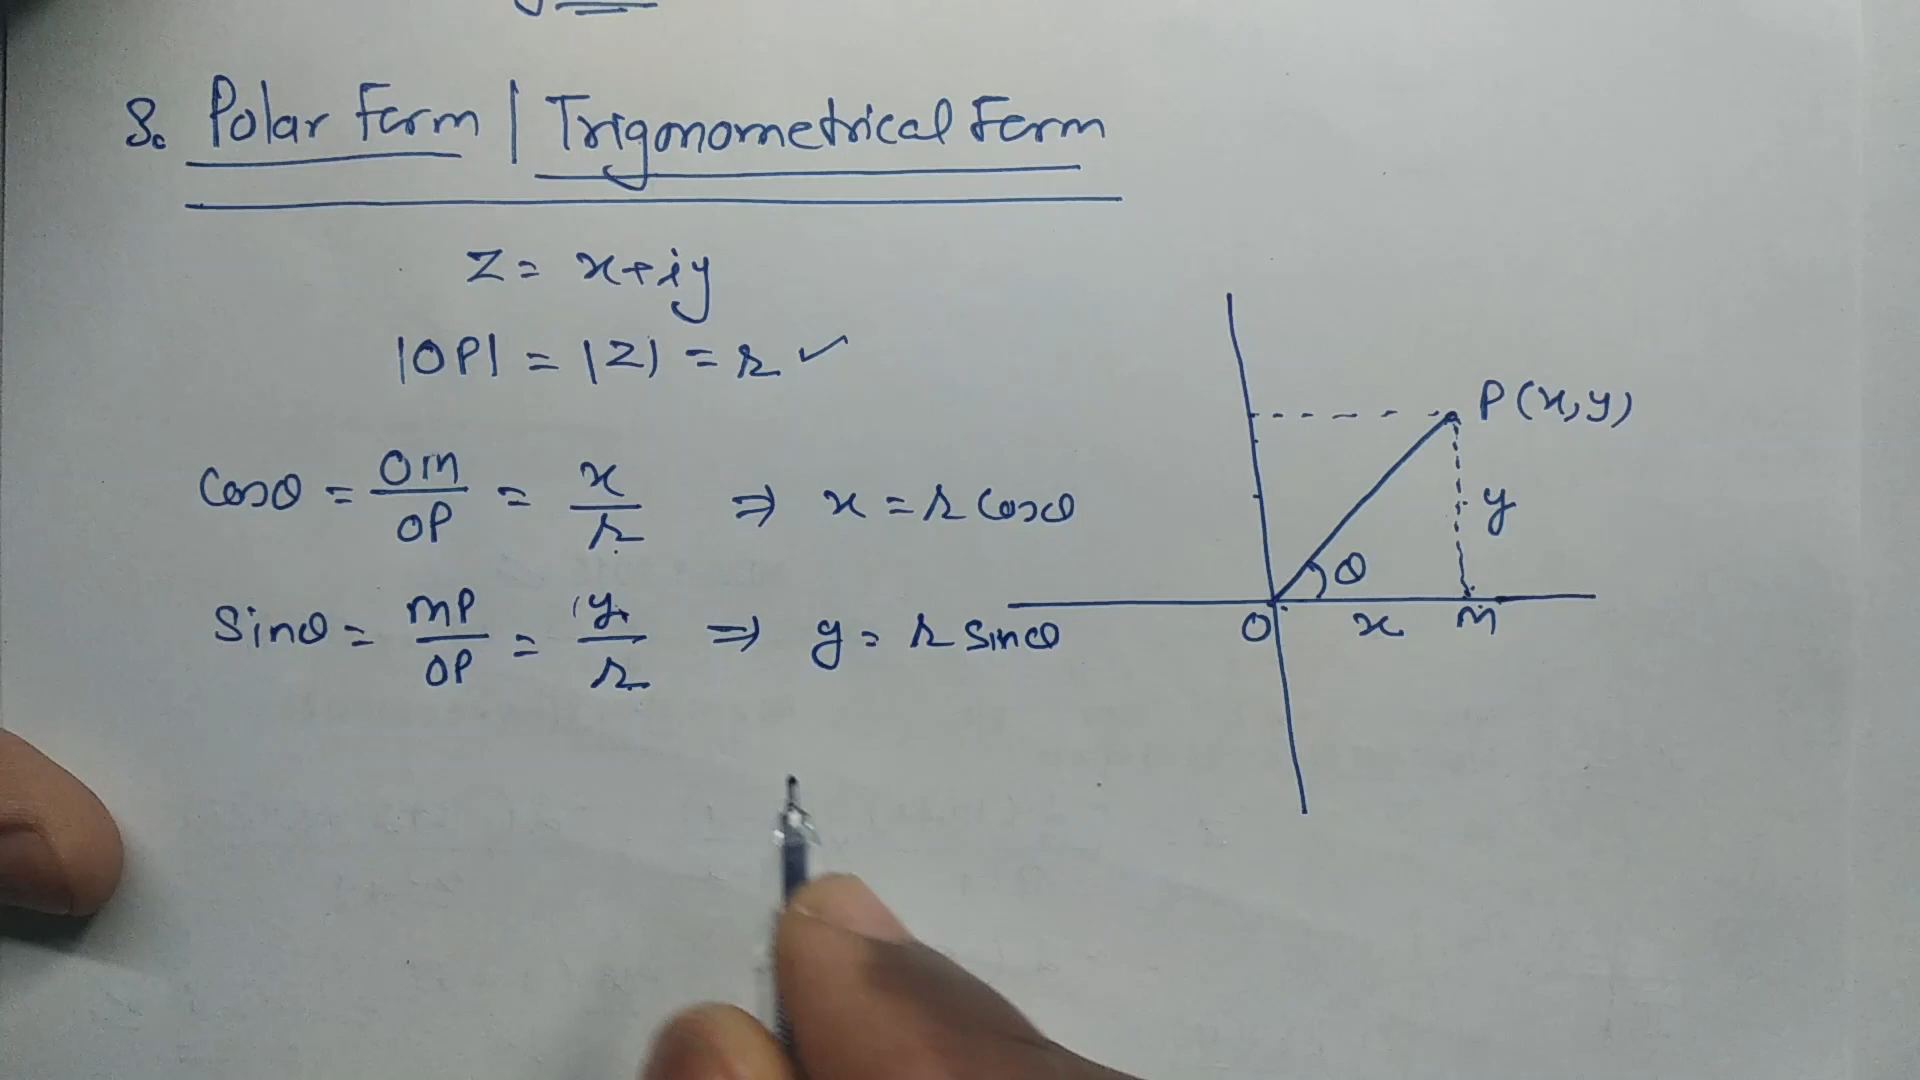 8. Polar Form | Trigonometrical Form
Z = x+iy
|OP| = |Z| = r ✓
Cosθ = OM/OP = x/r ⇒ x = r Cosθ
Sinθ = MP/OP = y/r ⇒ y = r Sinθ
P(x,y)
y
θ
O x M